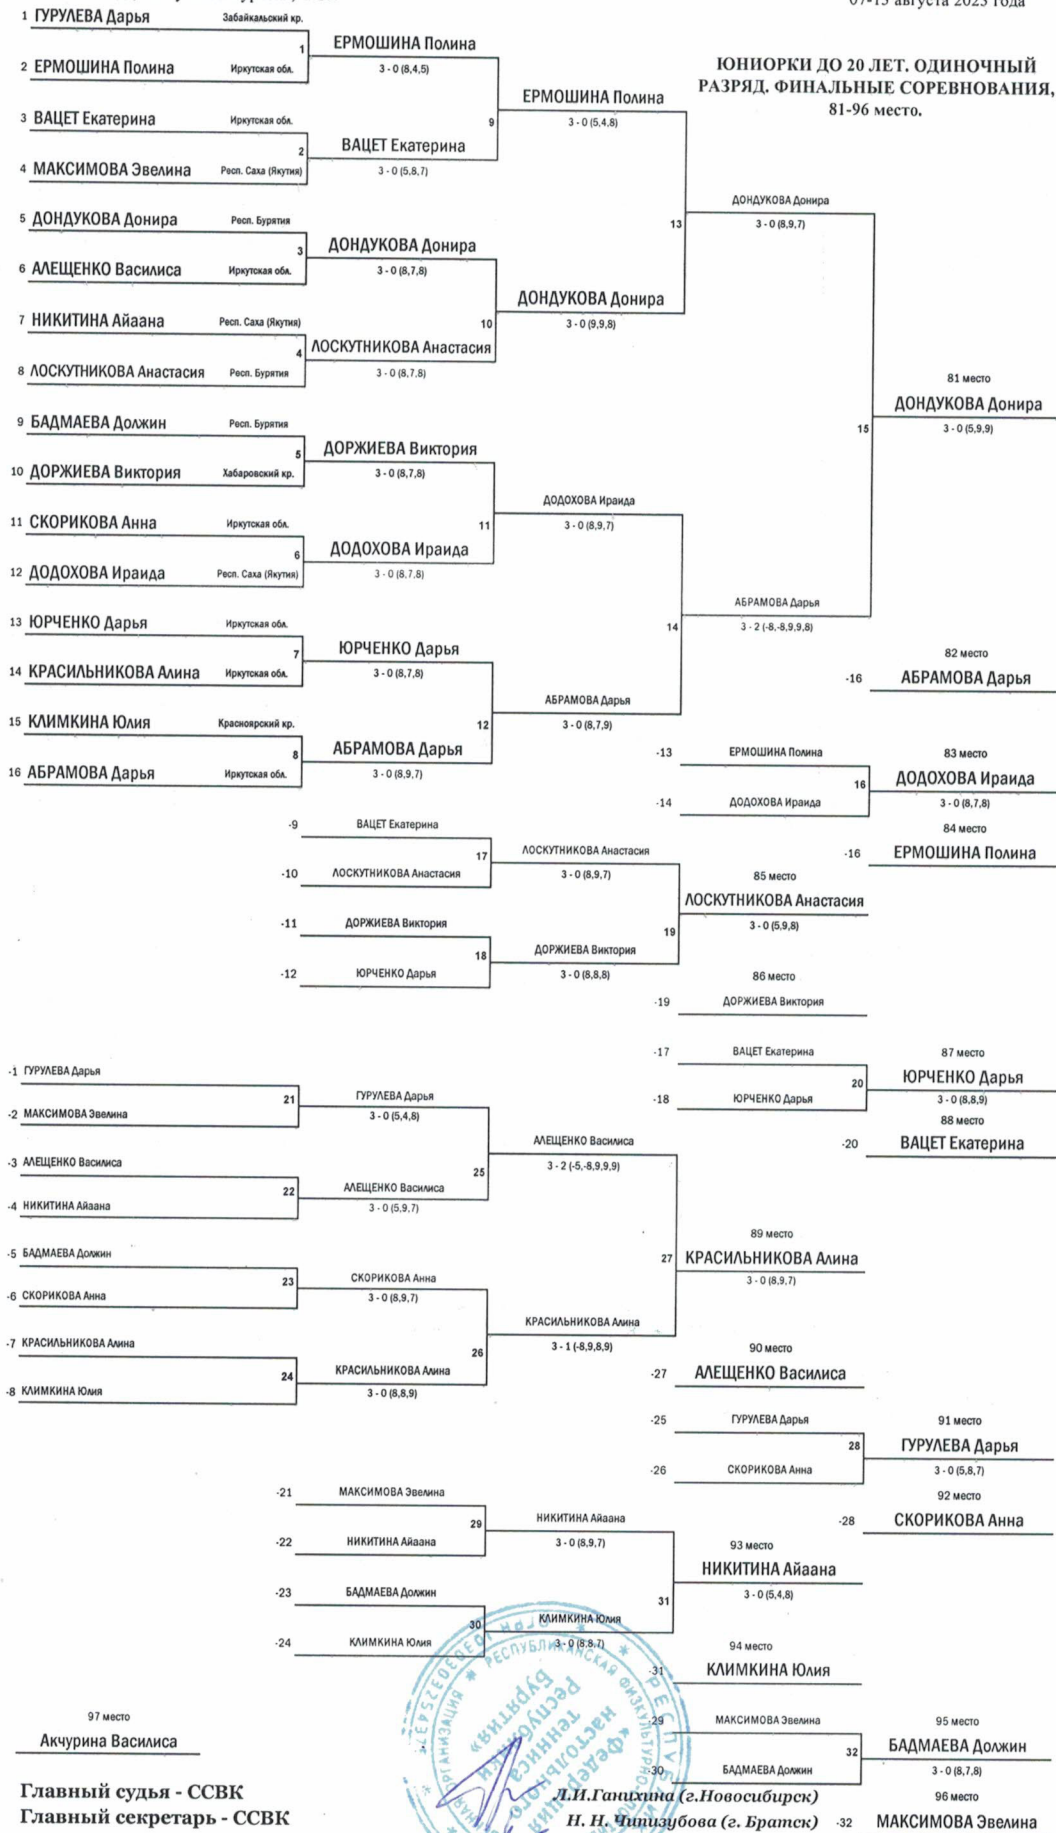 07-13 августа 2023 года
ЮНИОРКИ ДО 20 ЛЕТ. ОДИНОЧНЫЙ
РАЗРЯД. ФИНАЛЬНЫЕ СОРЕВНОВАНИЯ,
81-96 место.
1 ГУРУЛЕВА Дарья Забайкальский кр.
1 ЕРМОШИНА Полина
2 ЕРМОШИНА Полина Иркутская обл. 3 - 0 (8,4,5)
9 ЕРМОШИНА Полина
3 - 0 (5,4,8)
3 ВАЦЕТ Екатерина Иркутская обл.
2 ВАЦЕТ Екатерина
4 МАКСИМОВА Эвелина Респ. Саха (Якутия) 3 - 0 (5,8,7)
13 ДОНДУКОВА Донира
3 - 0 (8,9,7)
5 ДОНДУКОВА Донира Респ. Бурятия
3 ДОНДУКОВА Донира
6 АЛЕЩЕНКО Василиса Иркутская обл. 3 - 0 (8,7,8)
10 ДОНДУКОВА Донира
3 - 0 (9,9,8)
7 НИКИТИНА Айаана Респ. Саха (Якутия)
4 ЛОСКУТНИКОВА Анастасия
8 ЛОСКУТНИКОВА Анастасия Респ. Бурятия 3 - 0 (8,7,8)
81 место
15 ДОНДУКОВА Донира
3 - 0 (5,9,9)
9 БАДМАЕВА Должин Респ. Бурятия
5 ДОРЖИЕВА Виктория
10 ДОРЖИЕВА Виктория Хабаровский кр. 3 - 0 (8,7,8)
11 ДОДОХОВА Ираида
3 - 0 (8,9,7)
11 СКОРИКОВА Анна Иркутская обл.
6 ДОДОХОВА Ираида
12 ДОДОХОВА Ираида Респ. Саха (Якутия) 3 - 0 (8,7,8)
14 АБРАМОВА Дарья
3 - 2 (-8,-8,9,9,8)
13 ЮРЧЕНКО Дарья Иркутская обл.
7 ЮРЧЕНКО Дарья
14 КРАСИЛЬНИКОВА Алина Иркутская обл. 3 - 0 (8,7,8)
82 место
-16 АБРАМОВА Дарья
12 АБРАМОВА Дарья
3 - 0 (8,7,9)
15 КЛИМКИНА Юлия Красноярский кр.
8 АБРАМОВА Дарья
16 АБРАМОВА Дарья Иркутская обл. 3 - 0 (8,9,7)
-13 ЕРМОШИНА Полина 83 место
16 ДОДОХОВА Ираида
-14 ДОДОХОВА Ираида 3 - 0 (8,7,8)
84 место
-16 ЕРМОШИНА Полина
-9 ВАЦЕТ Екатерина
17 ЛОСКУТНИКОВА Анастасия
-10 ЛОСКУТНИКОВА Анастасия 3 - 0 (8,9,7)
85 место
19 ЛОСКУТНИКОВА Анастасия
3 - 0 (5,9,8)
-11 ДОРЖИЕВА Виктория
18 ДОРЖИЕВА Виктория
-12 ЮРЧЕНКО Дарья 3 - 0 (8,8,8)
86 место
-19 ДОРЖИЕВА Виктория
-17 ВАЦЕТ Екатерина 87 место
20 ЮРЧЕНКО Дарья
-18 ЮРЧЕНКО Дарья 3 - 0 (8,8,9)
88 место
-20 ВАЦЕТ Екатерина
-1 ГУРУЛЕВА Дарья
21 ГУРУЛЕВА Дарья
-2 МАКСИМОВА Эвелина 3 - 0 (5,4,8)
25 АЛЕЩЕНКО Василиса
3 - 2 (-5,-8,9,9,9)
-3 АЛЕЩЕНКО Василиса
22 АЛЕЩЕНКО Василиса
-4 НИКИТИНА Айаана 3 - 0 (5,9,7)
89 место
27 КРАСИЛЬНИКОВА Алина
3 - 0 (8,9,7)
-5 БАДМАЕВА Должин
23 СКОРИКОВА Анна
-6 СКОРИКОВА Анна 3 - 0 (8,9,7)
26 КРАСИЛЬНИКОВА Алина
3 - 1 (-8,9,8,9)
-7 КРАСИЛЬНИКОВА Алина
24 КРАСИЛЬНИКОВА Алина
-8 КЛИМКИНА Юлия 3 - 0 (8,8,9)
90 место
-27 АЛЕЩЕНКО Василиса
-25 ГУРУЛЕВА Дарья 91 место
28 ГУРУЛЕВА Дарья
-26 СКОРИКОВА Анна 3 - 0 (5,8,7)
92 место
-28 СКОРИКОВА Анна
-21 МАКСИМОВА Эвелина
29 НИКИТИНА Айаана
-22 НИКИТИНА Айаана 3 - 0 (8,9,7)
93 место
31 НИКИТИНА Айаана
3 - 0 (5,4,8)
-23 БАДМАЕВА Должин
30 КЛИМКИНА Юлия
-24 КЛИМКИНА Юлия 3 - 0 (8,8,7)
94 место
-31 КЛИМКИНА Юлия
-29 МАКСИМОВА Эвелина 95 место
32 БАДМАЕВА Должин
-30 БАДМАЕВА Должин 3 - 0 (8,7,8)
96 место
-32 МАКСИМОВА Эвелина
97 место
Акчурина Василиса
Главный судья - ССВК Л.И.Ганихина (г.Новосибирск)
Главный секретарь - ССВК Н. Н. Чипизубова (г. Братск)
«Федерация
настольного
тенниса
Республики
Бурятия»